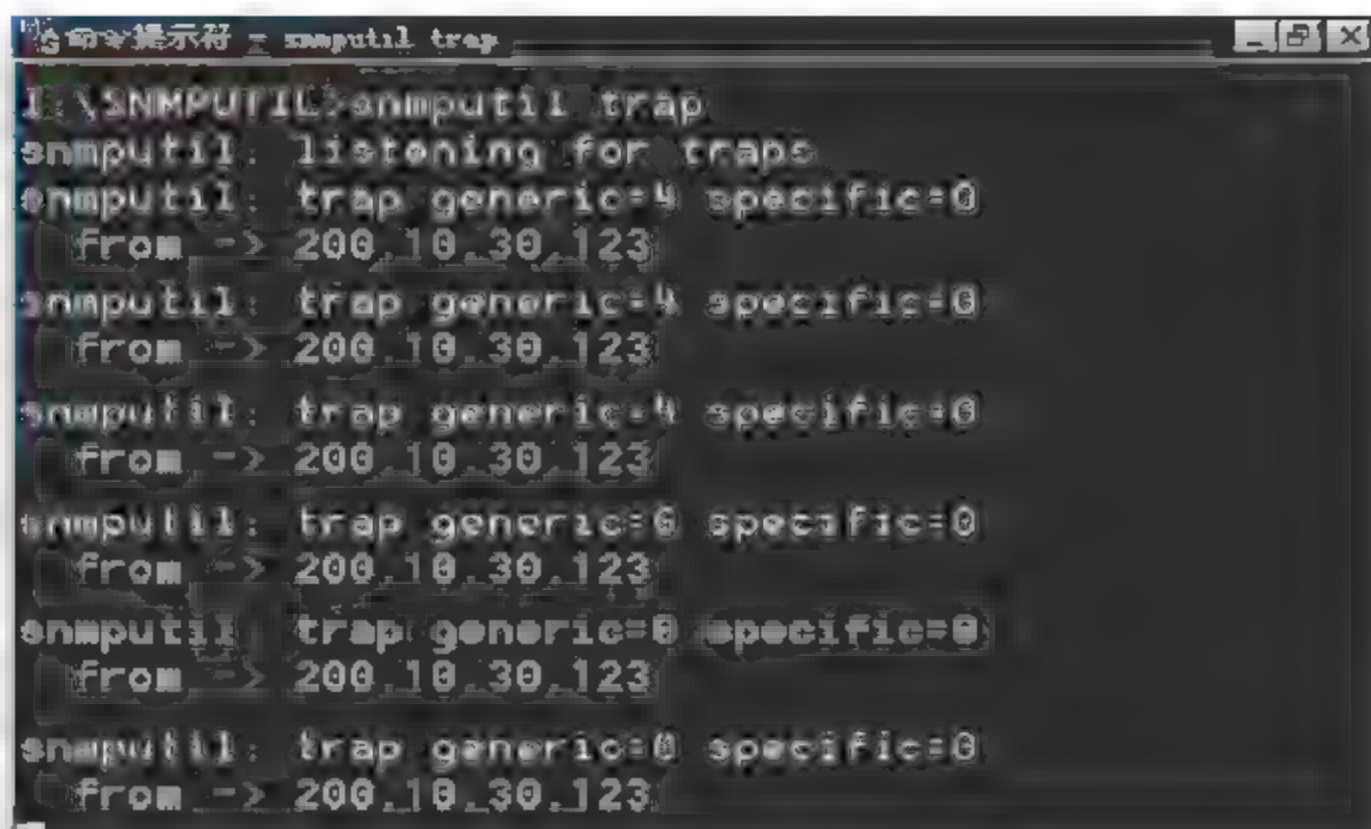 命令提示符 - snmputil trap
I:\SNMPUTIL>snmputil trap
snmputil: listening for traps
snmputil: trap generic=4 specific=0
from -> 200.10.30.123
snmputil: trap generic=4 specific=0
from -> 200.10.30.123
snmputil: trap generic=4 specific=0
from -> 200.10.30.123
snmputil: trap generic=0 specific=0
from -> 200.10.30.123
snmputil: trap generic=0 specific=0
from -> 200.10.30.123
snmputil: trap generic=0 specific=0
from -> 200.10.30.123